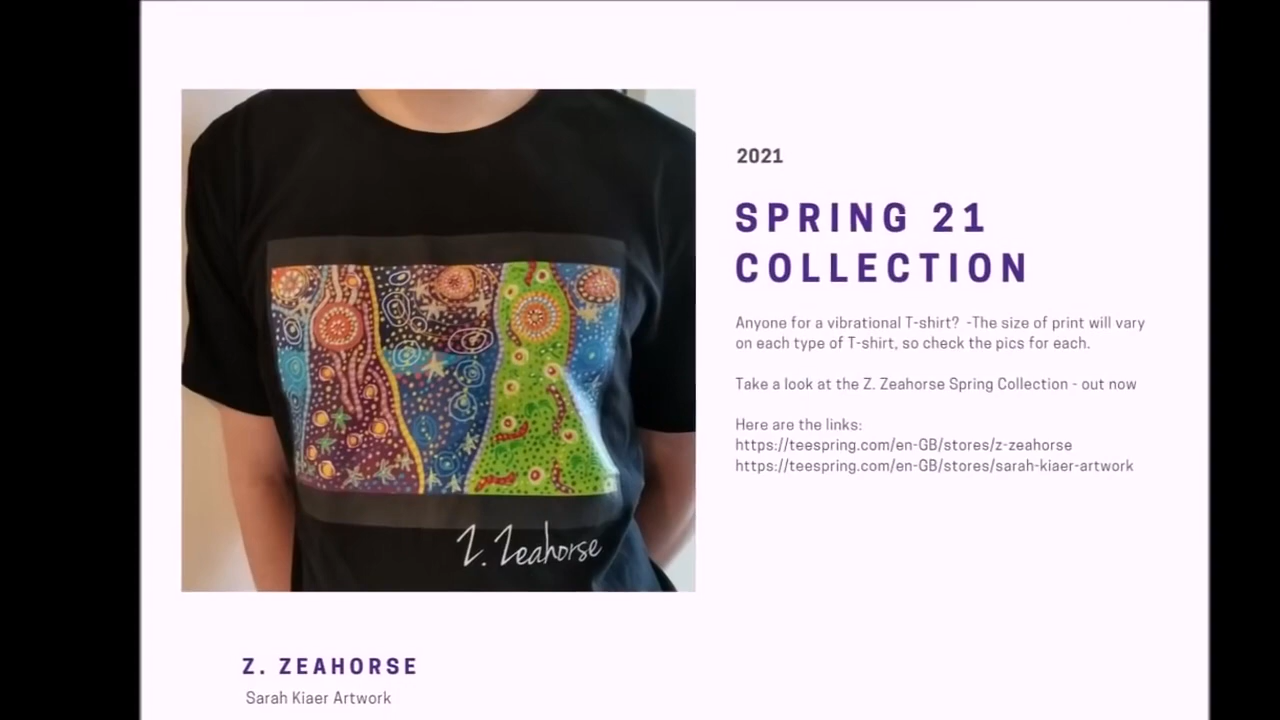 2021
SPRING 21
COLLECTION
Anyone for a vibrational T-shirt?  -The size of print will vary
on each type of T-shirt, so check the pics for each.
Take a look at the Z. Zeahorse Spring Collection - out now
Here are the links:
https://teespring.com/en-GB/stores/z-zeahorse
https://teespring.com/en-GB/stores/sarah-kiaer-artwork
Z. Zeahorse
Z. ZEAHORSE
Sarah Kiaer Artwork